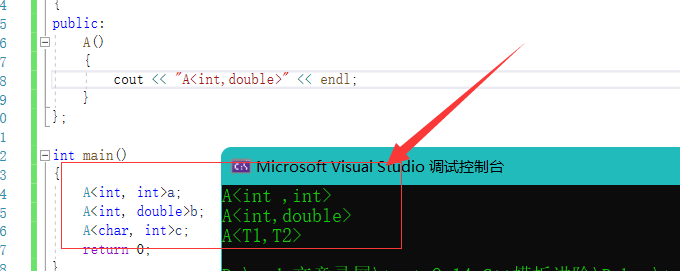 4 {
5 public:
6 A()
7 {
8 cout << "A<int,double>" << endl;
9 }
0 };
1
2 int main()
3 {
4 A<int, int>a;
5 A<int, double>b;
6 A<char, int>c;
7 return 0;
8 }
Microsoft Visual Studio 调试控制台
A<int ,int>
A<int,double>
A<T1,T2>